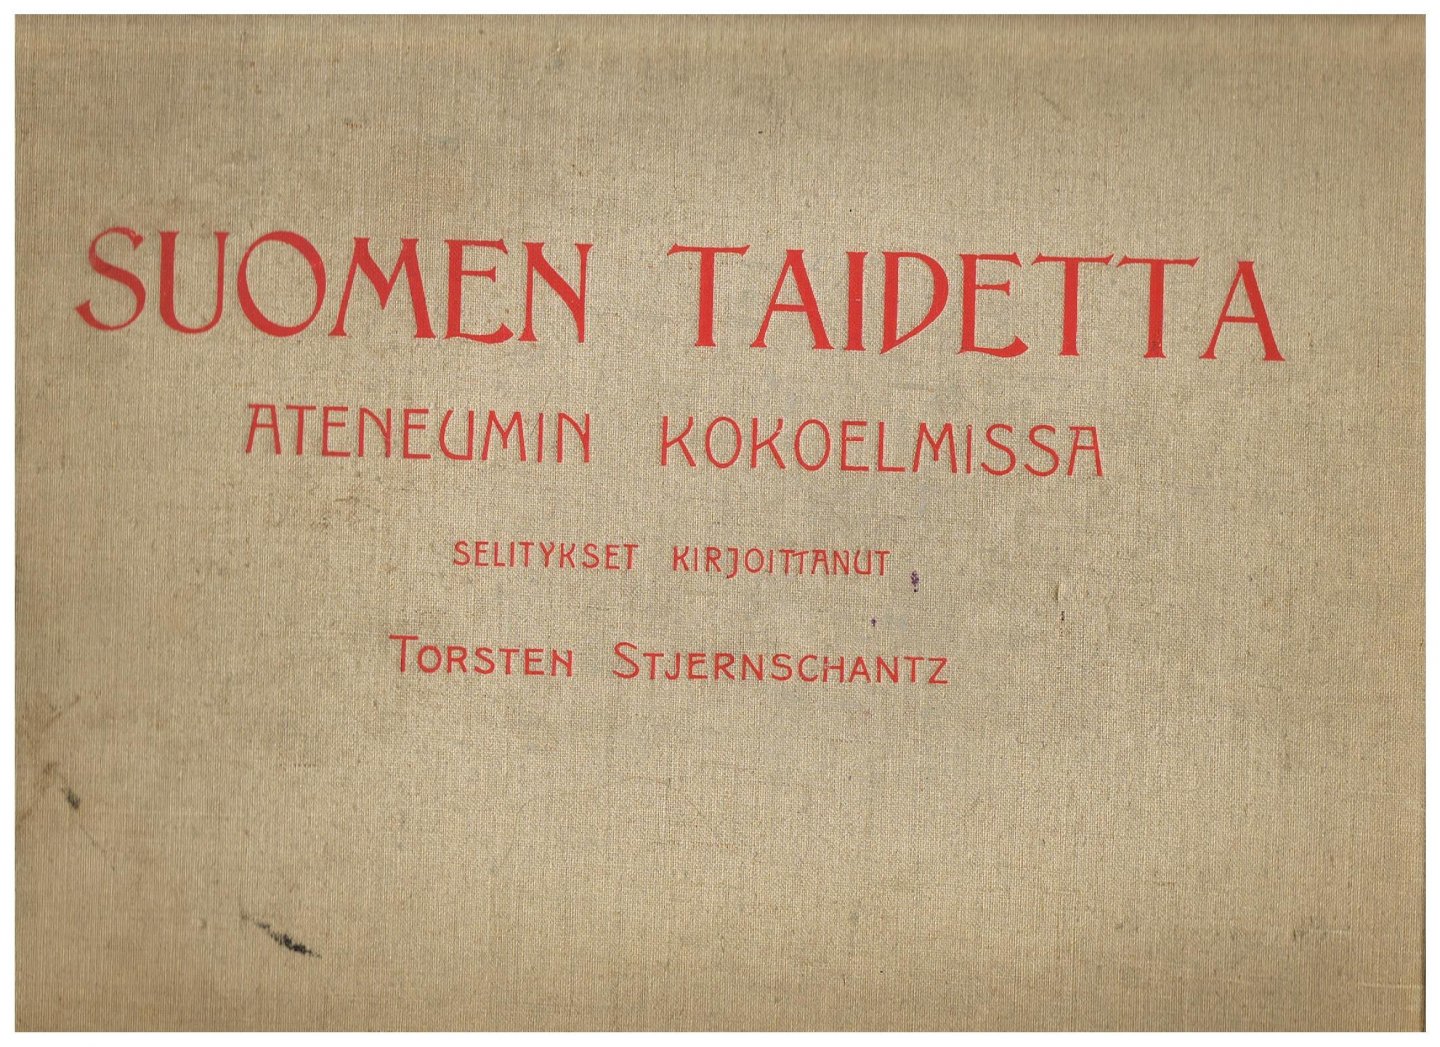 SUOMEN TAIDETTA
ATENEUMIN KOKOELMISSA
SELITYKSET KIRJOITTANUT
TORSTEN STJERNSCHANTZ